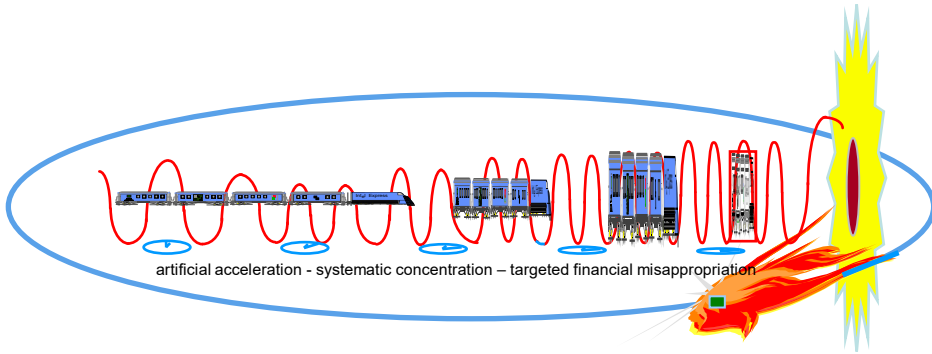 artificial acceleration - systematic concentration – targeted financial misappropriation